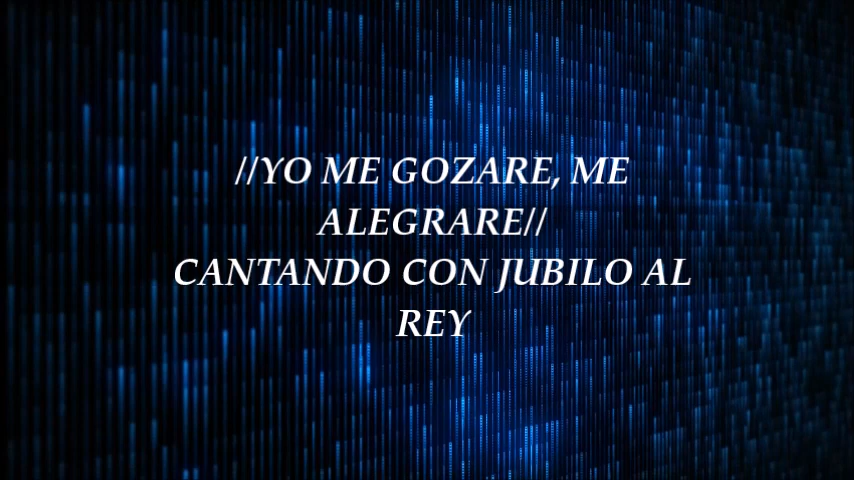 //YO ME GOZARE, ME
ALEGRARE//
CANTANDO CON JUBILO AL
REY